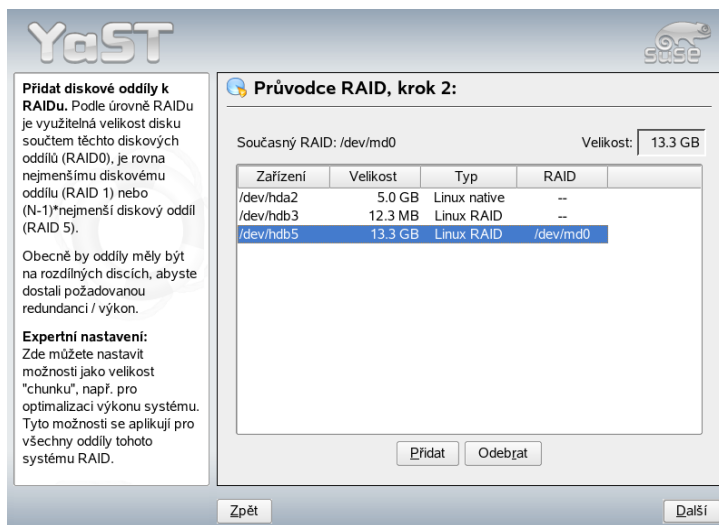 YaST
SUSE
Přidat diskové oddíly k
RAIDu. Podle úrovně RAIDu
je využitelná velikost disku
součtem těchto diskových
oddílů (RAID0), je rovna
nejmenšímu diskovému
oddílu (RAID 1) nebo
(N-1)*nejmenší diskový oddíl
(RAID 5).
Obecně by oddíly měly být
na rozdílných discích, abyste
dostali požadovanou
redundanci / výkon.
Expertní nastavení:
Zde můžete nastavit
možnosti jako velikost
"chunku", např. pro
optimalizaci výkonu systému.
Tyto možnosti se aplikují pro
všechny oddíly tohoto
systému RAID.
Průvodce RAID, krok 2:
Současný RAID: /dev/md0 Velikost: 13.3 GB
Zařízení Velikost Typ RAID
/dev/hda2 5.0 GB Linux native --
/dev/hdb3 12.3 MB Linux RAID --
/dev/hdb5 13.3 GB Linux RAID /dev/md0
Přidat Odebrat
Zpět Další